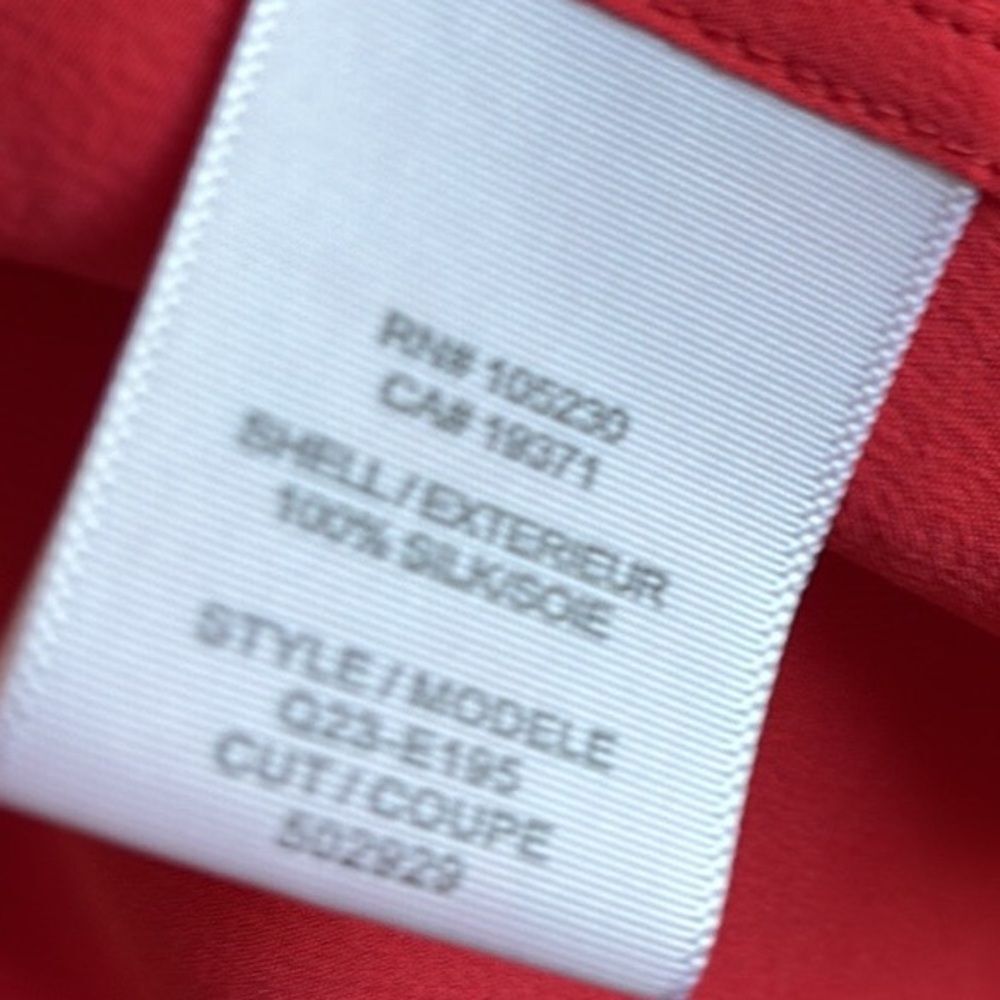 RN# 105230
CA# 19371
SHELL / EXTERIEUR
100% SILK/SOIE
STYLE / MODELE
Q23-E195
CUT / COUPE
502929